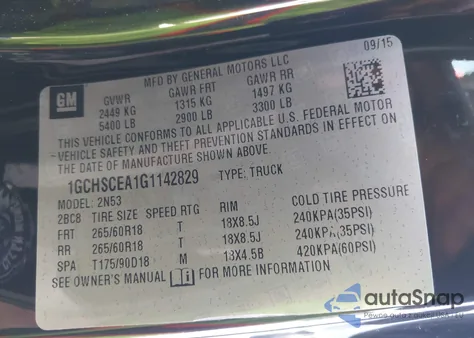 09/15
MFD BY GENERAL MOTORS LLC
GM
GVWR GAWR FRT GAWR RR
2449 KG 1315 KG 1497 KG
5400 LB 2900 LB 3300 LB
THIS VEHICLE CONFORMS TO ALL APPLICABLE U.S. FEDERAL MOTOR
VEHICLE SAFETY AND THEFT PREVENTION STANDARDS IN EFFECT ON
THE DATE OF MANUFACTURE SHOWN ABOVE.
1GCHSCEA1G1142829 TYPE: TRUCK
MODEL: 2N53
2BC8 TIRE SIZE SPEED RTG RIM COLD TIRE PRESSURE
FRT 265/60R18 T 18X8.5J 240KPA(35PSI)
RR 265/60R18 T 18X8.5J 240KPA(35PSI)
SPA T175/90D18 M 18X4.5B 420KPA(60PSI)
SEE OWNER'S MANUAL FOR MORE INFORMATION
autoSnap